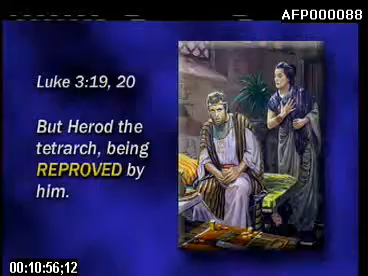 AFP000088
Luke 3:19, 20
But Herod the
tetrarch, being
REPROVED by
him.
00:10:56;12